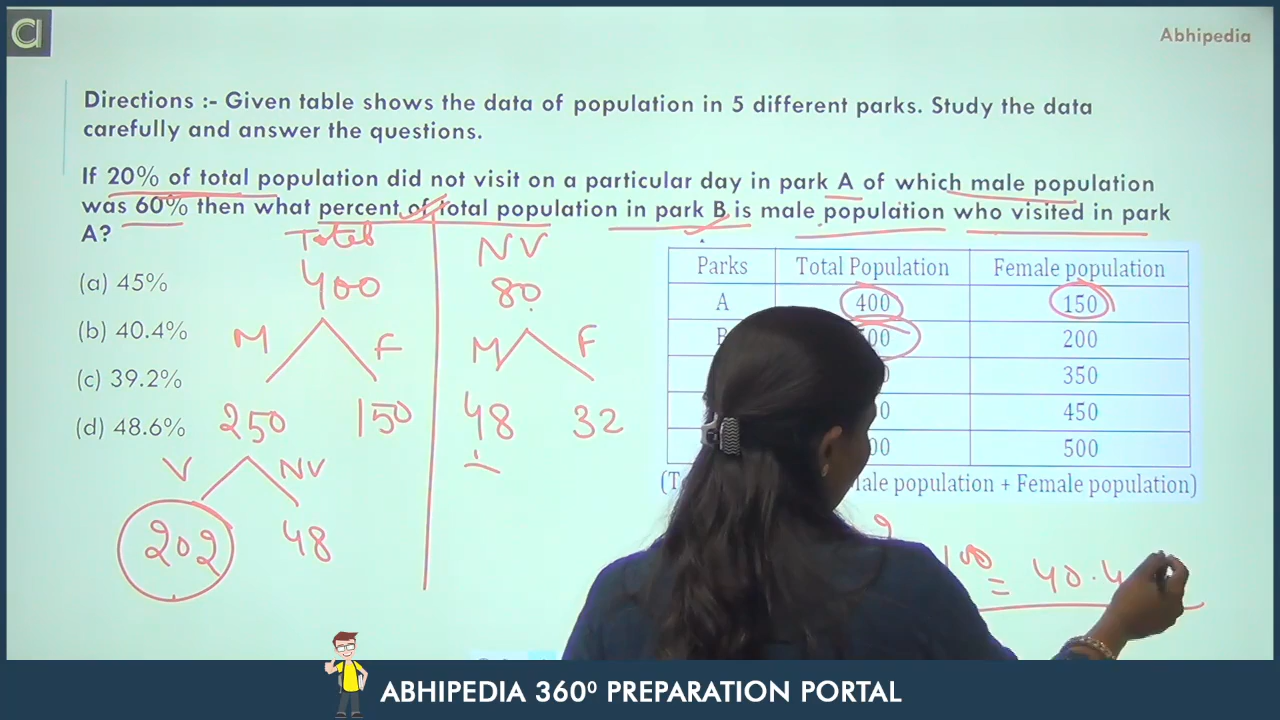 Abhipedia
Directions :- Given table shows the data of population in 5 different parks. Study the data
carefully and answer the questions.
If 20% of total population did not visit on a particular day in park A of which male population
was 60% then what percent of total population in park B is male population who visited in park
A?
(a) 45%
(b) 40.4%
(c) 39.2%
(d) 48.6%
Total NV
400 80
M F M F
250 150 48 32
V NV
202 48
Parks Total Population Female population
A 400 150
200
350
450
500
Male population + Female population)
100 = 40.4
ABHIPEDIA 360⁰ PREPARATION PORTAL